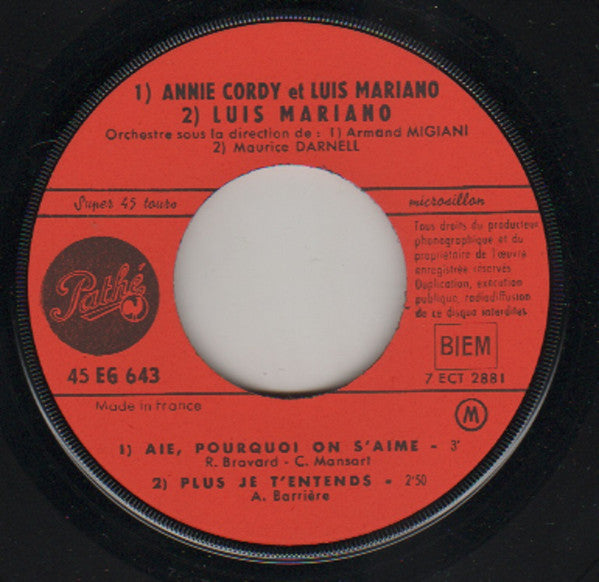 1) ANNIE CORDY et LUIS MARIANO
2) LUIS MARIANO
Orchestre sous la direction de : 1) Armand MIGIANI
2) Maurice DARNELL
Super 45 tours
microsillon
Tous droits du producteur
phonographique et du
propriétaire de l'œuvre
enregistrée réservés
Duplication, exécution
publique, radiodiffusion
de ce disque interdites
Pathé
BIEM
45 EG 643
7 ECT 2881
Made in France
M
1) AIE, POURQUOI ON S'AIME - 3'
R. Bravard - C. Mansart
2) PLUS JE T'ENTENDS - 2'50
A. Barrière